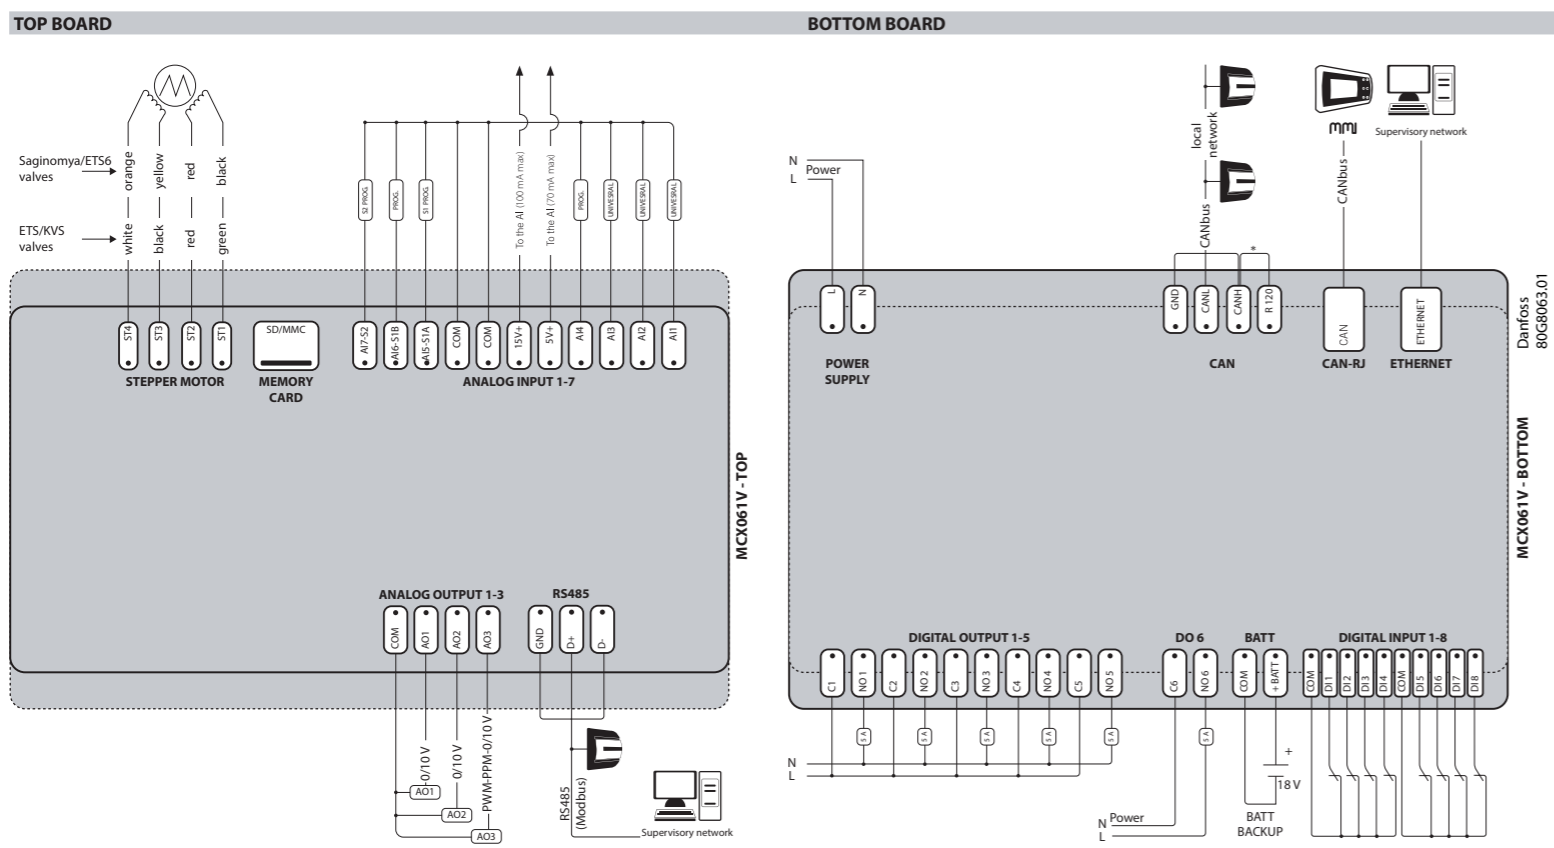 TOP BOARD
Saginomya/ETS6
valves
ETS/KVS
valves
orange
yellow
red
black
white
black
red
green
S2 PROG.
PROG.
S1 PROG.
To the AI (100 mA max)
To the AI (70 mA max)
PROG.
UNIVESRAL
UNIVESRAL
UNIVESRAL
ST4
ST3
ST2
ST1
STEPPER MOTOR
SD/MMC
MEMORY
CARD
AI7-S2
AI6-S1B
AI5-S1A
COM
COM
15V+
5V+
AI4
AI3
AI2
AI1
ANALOG INPUT 1-7
MCX061V - TOP
ANALOG OUTPUT 1-3
COM
AO1
AO2
AO3
RS485
GND
D+
D-
0/10 V
0/10 V
PWM-PPM-0/10 V
AO1
AO2
AO3
RS485
(Modbus)
Supervisory network
BOTTOM BOARD
N
L
Power
local
network
CANbus
*
mmi
CANbus
Supervisory network
L
N
POWER
SUPPLY
GND
CANL
CANH
R 120
CAN
CAN
CAN-RJ
ETHERNET
ETHERNET
Danfoss
80G8063.01
MCX061V - BOTTOM
DIGITAL OUTPUT 1-5
C1
NO 1
C2
NO 2
C3
NO 3
C4
NO 4
C5
NO 5
DO 6
C6
NO 6
BATT
COM
+ BATT
DIGITAL INPUT 1-8
COM
DI1
DI2
DI3
DI4
COM
DI5
DI6
DI7
DI8
5 A
5 A
5 A
5 A
5 A
5 A
N
L
N
L
Power
+
18 V
BATT
BACKUP